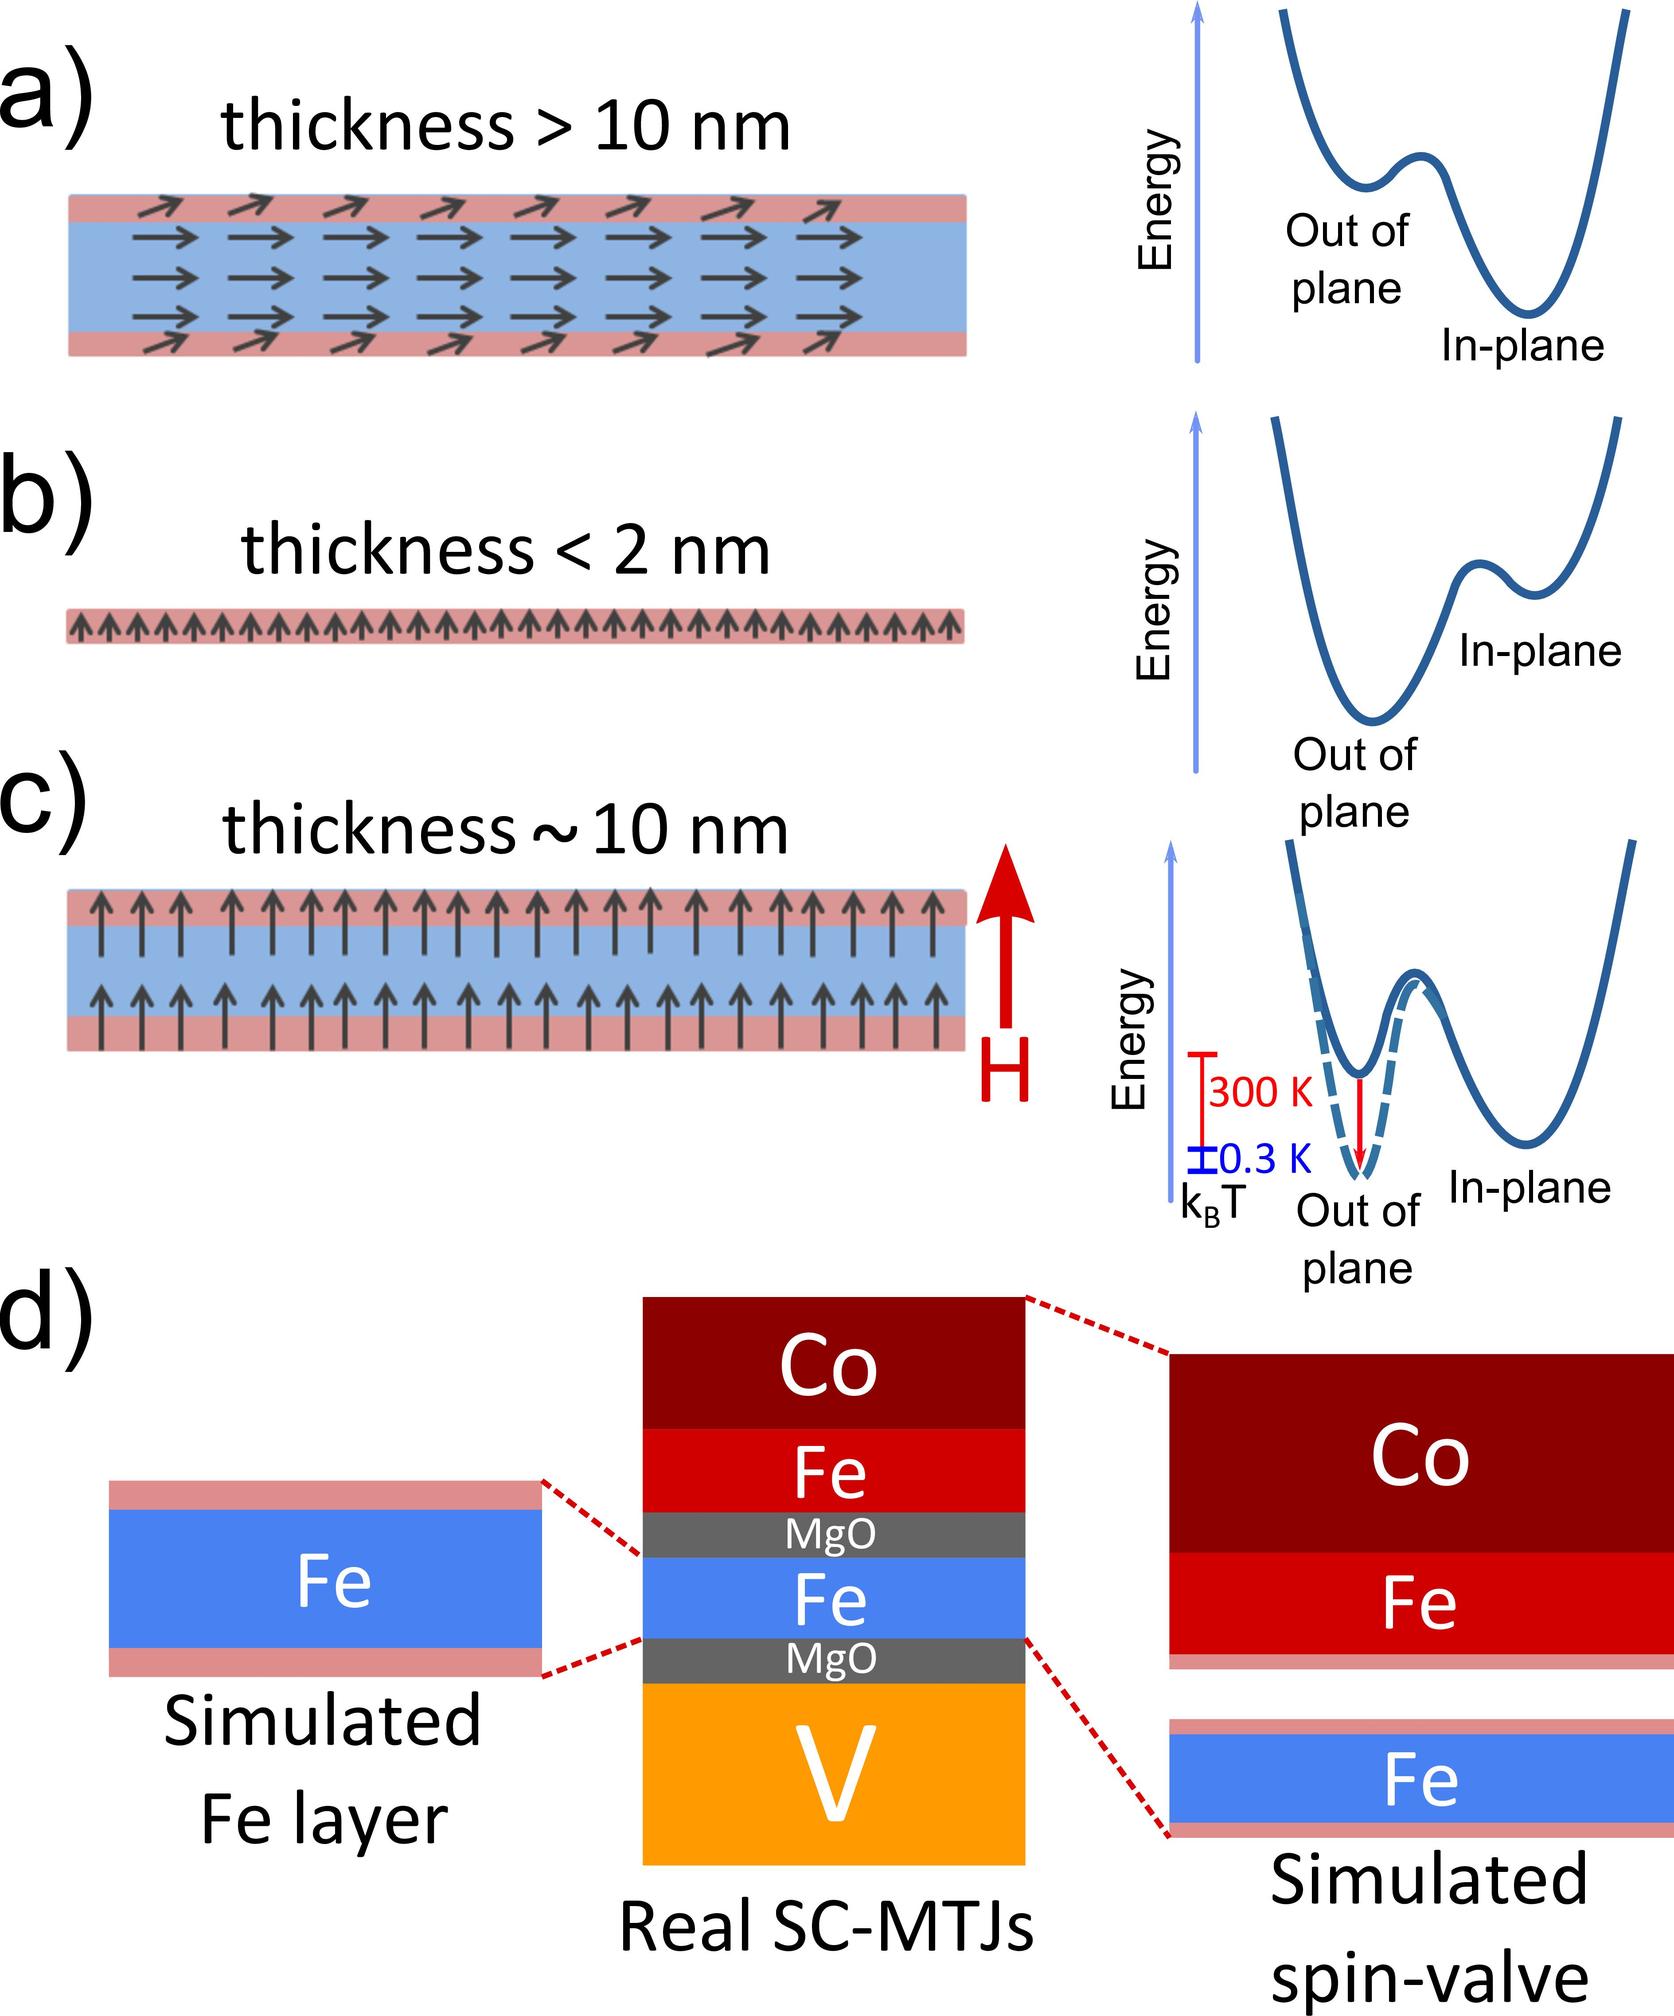 a)
thickness > 10 nm
Energy
Out of
plane
In-plane
b)
thickness < 2 nm
Energy
In-plane
Out of
plane
c)
thickness ~ 10 nm
H
Energy
300 K
0.3 K
kBT
Out of
plane
In-plane
d)
Fe
Simulated
Fe layer
Co
Fe
MgO
Fe
MgO
V
Real SC-MTJs
Co
Fe
Fe
Simulated
spin-valve